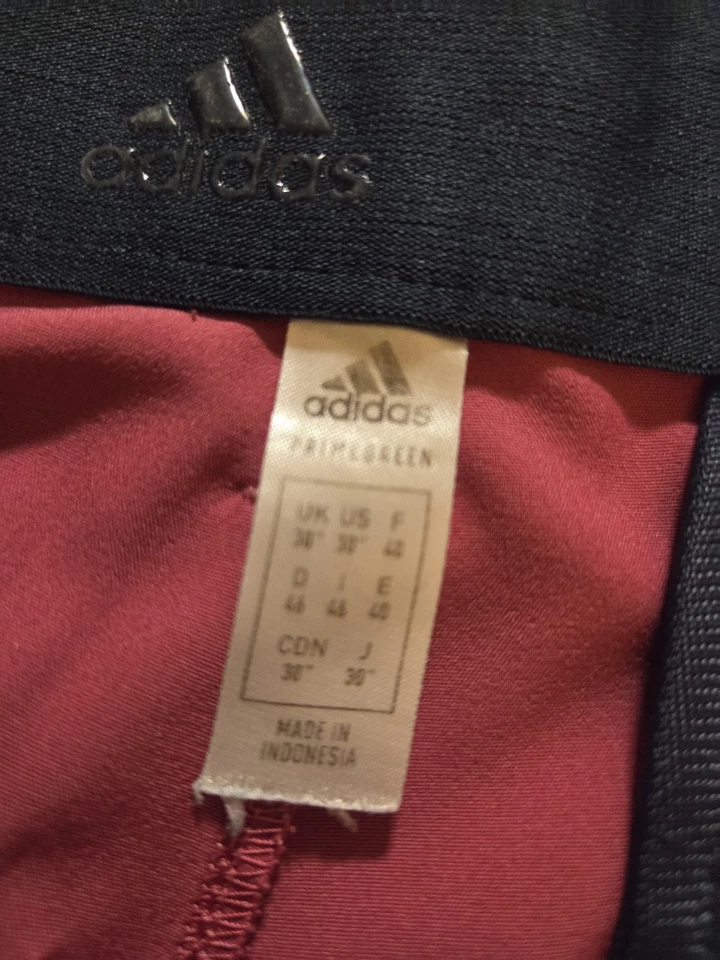 adidas
adidas
PRIMEGREEN
UK US F
30" 30" 40
D I E
46 46 40
CDN J
30" 30"
MADE IN
INDONESIA